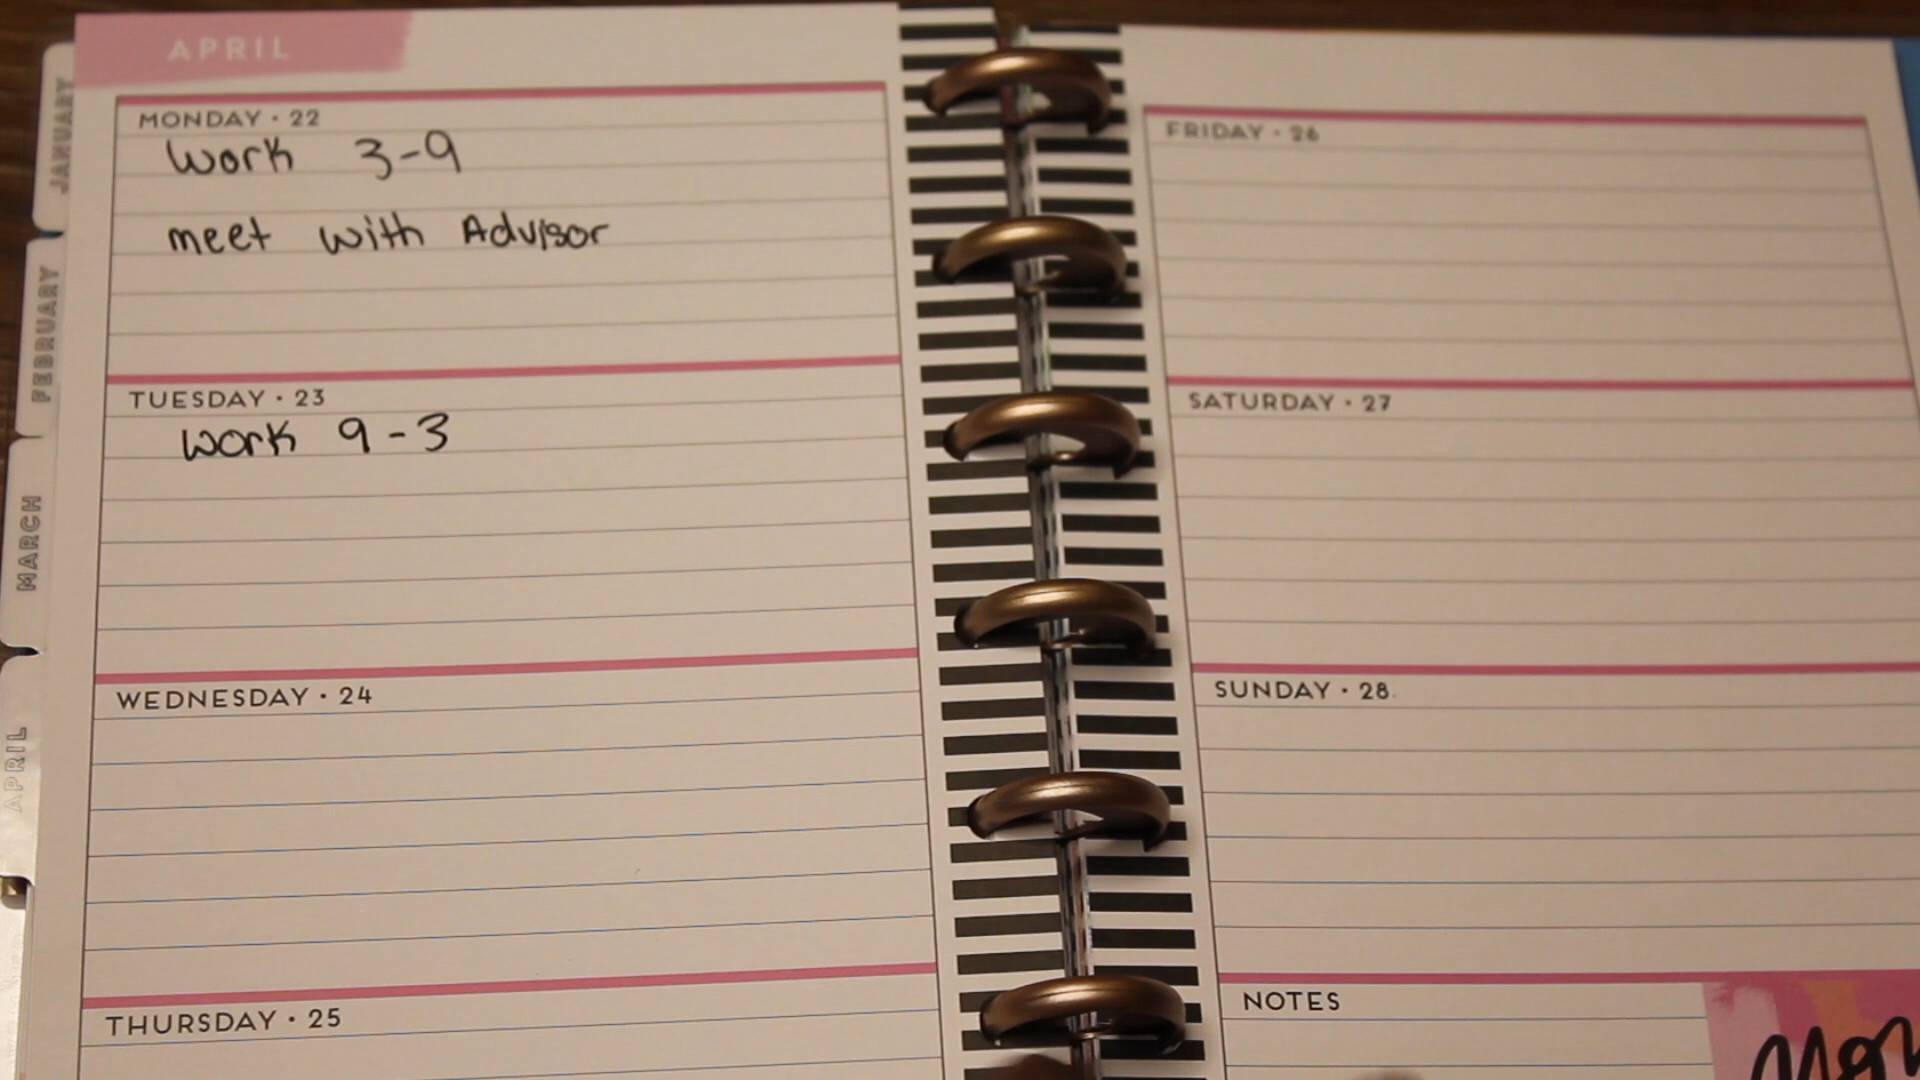 APRIL
JANUARY
FEBRUARY
MARCH
APRIL
MONDAY · 22
Work 3-9
meet with Advisor
TUESDAY · 23
Work 9-3
WEDNESDAY · 24
THURSDAY · 25
FRIDAY · 26
SATURDAY · 27
SUNDAY · 28
NOTES